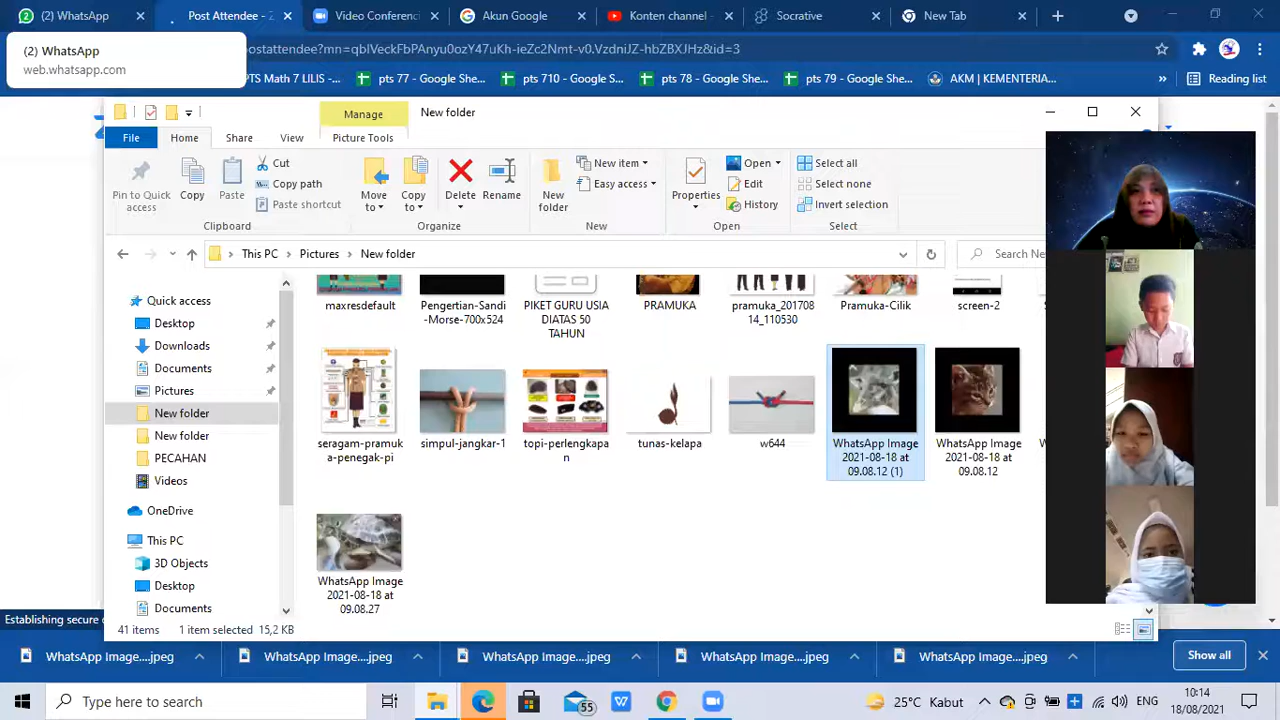 (2) WhatsApp
Post Attendee - Z
Video Conferenc
Akun Google
Konten channel
Socrative
New Tab
(2) WhatsApp
web.whatsapp.com
ostattendee?mn=qbIVeckFbPAnyu0ozY47uKh-ieZc2Nmt-v0.VzdniJZ-hbZBXJHz&id=3
PTS Math 7 LILIS -...
pts 77 - Google She...
pts 710 - Google S...
pts 78 - Google She...
pts 79 - Google She...
AKM | KEMENTERIA...
Reading list
Manage
New folder
File
Home
Share
View
Picture Tools
Pin to Quick
access
Copy
Paste
Cut
Copy path
Paste shortcut
Clipboard
Move
to
Copy
to
Delete
Rename
Organize
New
folder
New item
Easy access
New
Properties
Open
Edit
History
Open
Select all
Select none
Invert selection
Select
This PC
Pictures
New folder
Search Ne
Quick access
Desktop
Downloads
Documents
Pictures
New folder
New folder
PECAHAN
Videos
OneDrive
This PC
3D Objects
Desktop
Documents
maxresdefault
Pengertian-Sandi
-Morse-700x524
PIKET GURU USIA
DIATAS 50
TAHUN
PRAMUKA
pramuka_201708
14_110530
Pramuka-Cilik
screen-2
seragam-pramuk
a-penegak-pi
simpul-jangkar-1
topi-perlengkapa
n
tunas-kelapa
w644
WhatsApp Image
2021-08-18 at
09.08.12 (1)
WhatsApp Image
2021-08-18 at
09.08.12
WhatsApp Image
2021-08-18 at
09.08.27
Establishing secure c
41 items
1 item selected
15,2 KB
WhatsApp Image....jpeg
WhatsApp Image....jpeg
WhatsApp Image....jpeg
WhatsApp Image....jpeg
WhatsApp Image....jpeg
Show all
Type here to search
55
25°C Kabut
ENG
10:14
18/08/2021